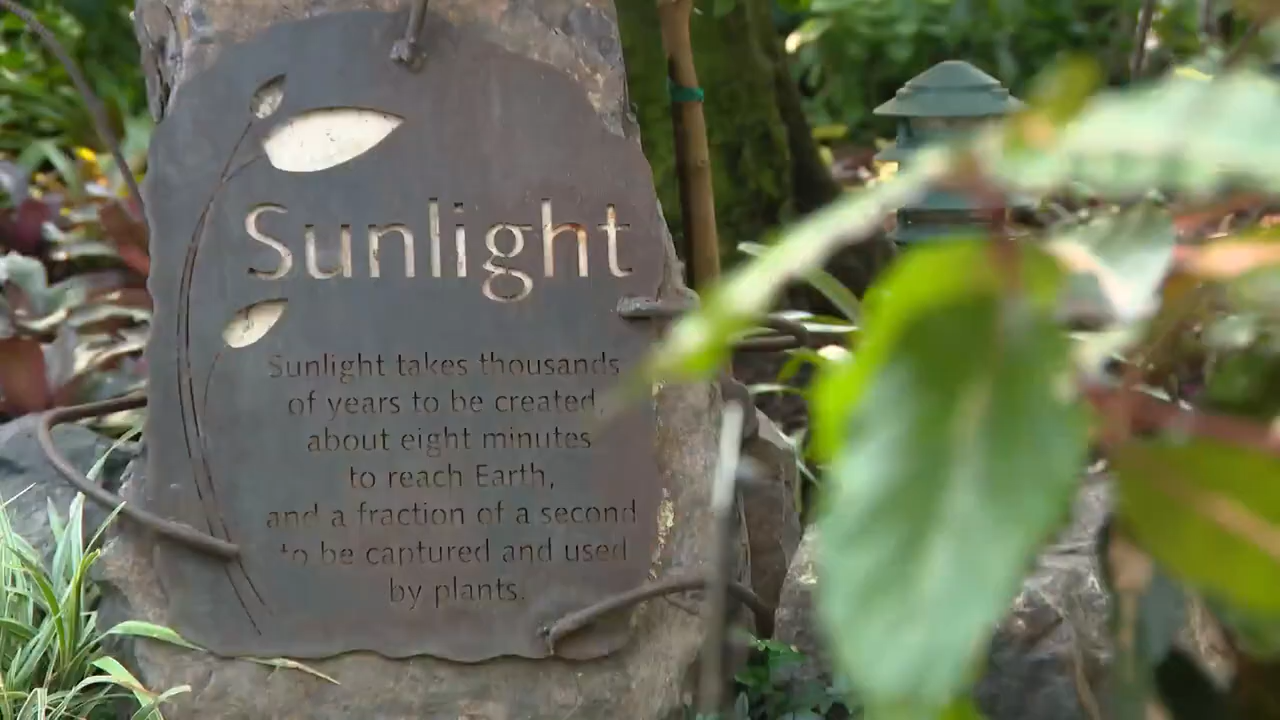 Sunlight
Sunlight takes thousands
of years to be created,
about eight minutes
to reach Earth,
and a fraction of a second
to be captured and used
by plants.